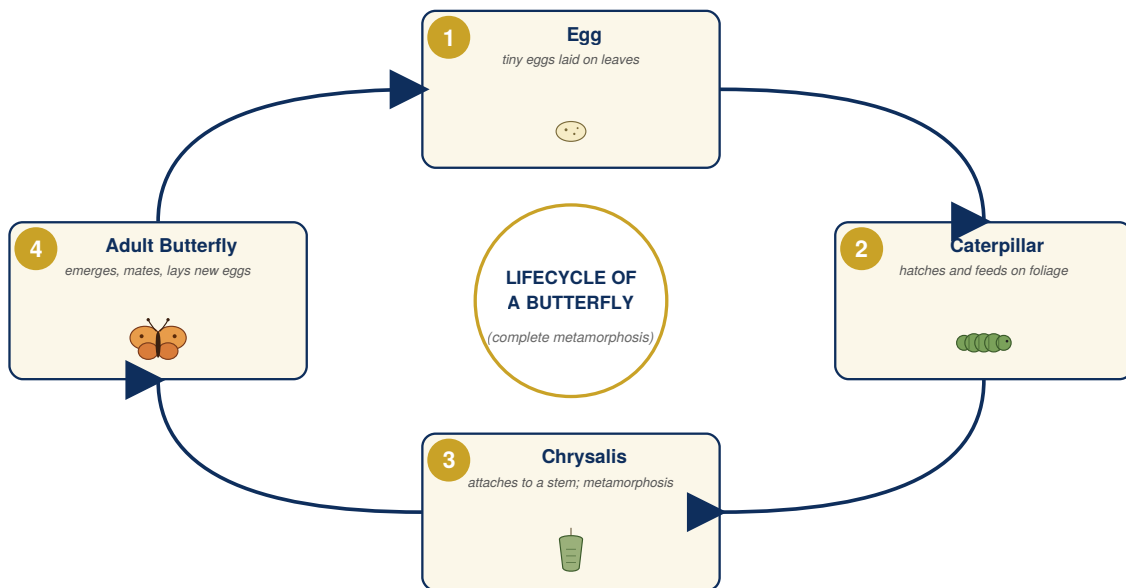 1
Egg
tiny eggs laid on leaves
4
Adult Butterfly
emerges, mates, lays new eggs
LIFECYCLE OF
A BUTTERFLY
(complete metamorphosis)
2
Caterpillar
hatches and feeds on foliage
3
Chrysalis
attaches to a stem; metamorphosis